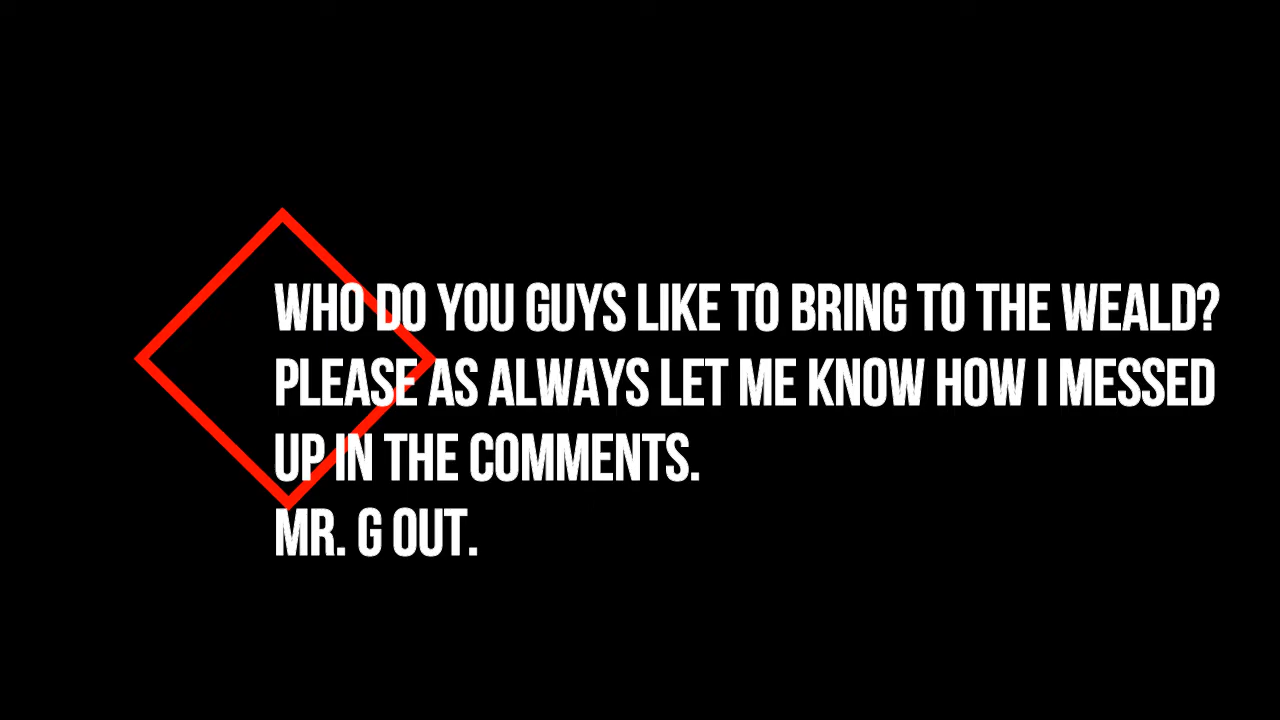 WHO DO YOU GUYS LIKE TO BRING TO THE WEALD?
PLEASE AS ALWAYS LET ME KNOW HOW I MESSED
UP IN THE COMMENTS.
MR. G OUT.